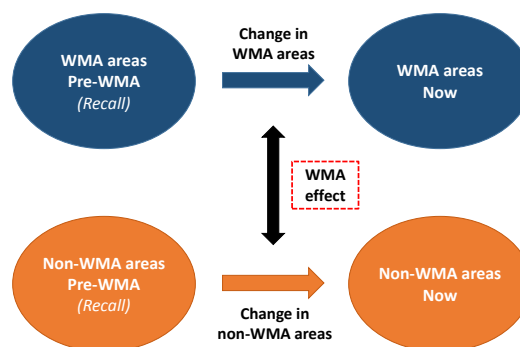 Change in
WMA areas
WMA areas
Pre-WMA
(Recall)
WMA areas
Now
WMA
effect
Non-WMA areas
Pre-WMA
(Recall)
Non-WMA areas
Now
Change in
non-WMA areas